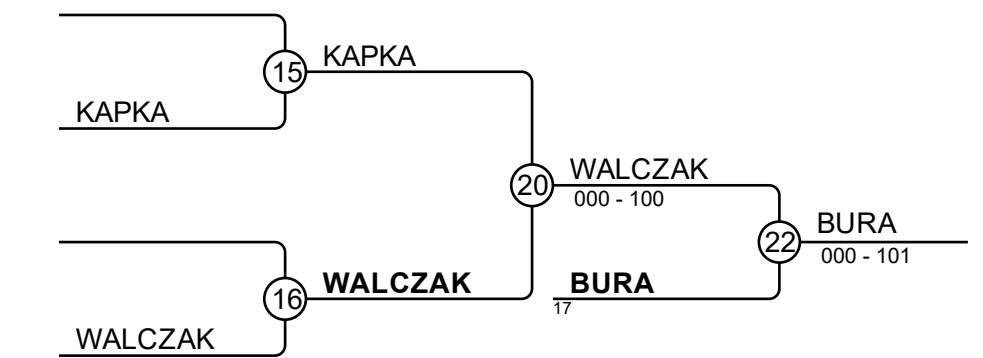 KAPKA
15
KAPKA
WALCZAK
20
000 - 100
BURA
22
000 - 101
WALCZAK
16
BURA
17
WALCZAK